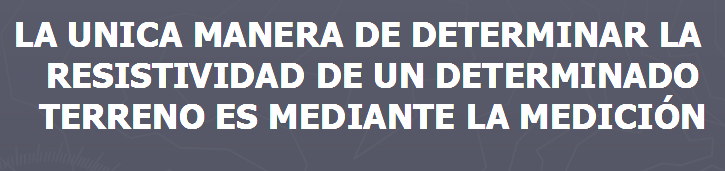 LA UNICA MANERA DE DETERMINAR LA
RESISTIVIDAD DE UN DETERMINADO
TERRENO ES MEDIANTE LA MEDICIÓN